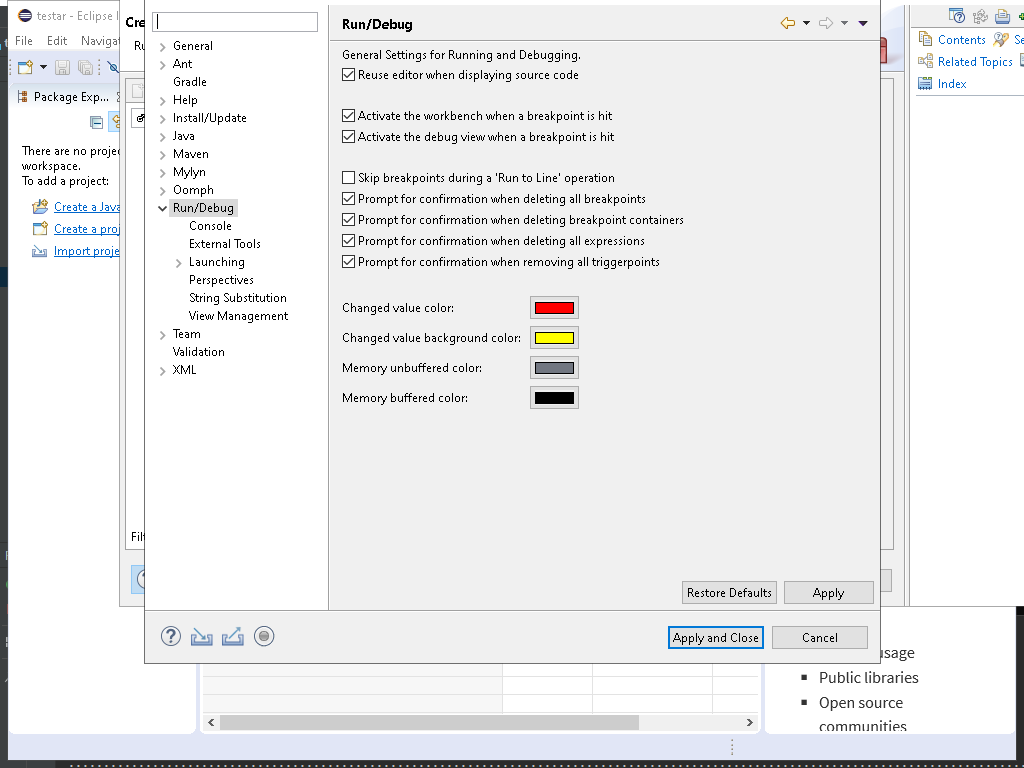 testar - Eclipse I
File Edit Navigat
Package Exp...
There are no proje
workspace.
To add a project:
Create a Java
Create a proj
Import proje
Cre
Ru
Filt
General
Ant
Gradle
Help
Install/Update
Java
Maven
Mylyn
Oomph
Run/Debug
Console
External Tools
Launching
Perspectives
String Substitution
View Management
Team
Validation
XML
Run/Debug
General Settings for Running and Debugging.
Reuse editor when displaying source code
Activate the workbench when a breakpoint is hit
Activate the debug view when a breakpoint is hit
Skip breakpoints during a 'Run to Line' operation
Prompt for confirmation when deleting all breakpoints
Prompt for confirmation when deleting breakpoint containers
Prompt for confirmation when deleting all expressions
Prompt for confirmation when removing all triggerpoints
Changed value color:
Changed value background color:
Memory unbuffered color:
Memory buffered color:
Restore Defaults Apply
Apply and Close Cancel
Contents Se
Related Topics
Index
usage
Public libraries
Open source
communities